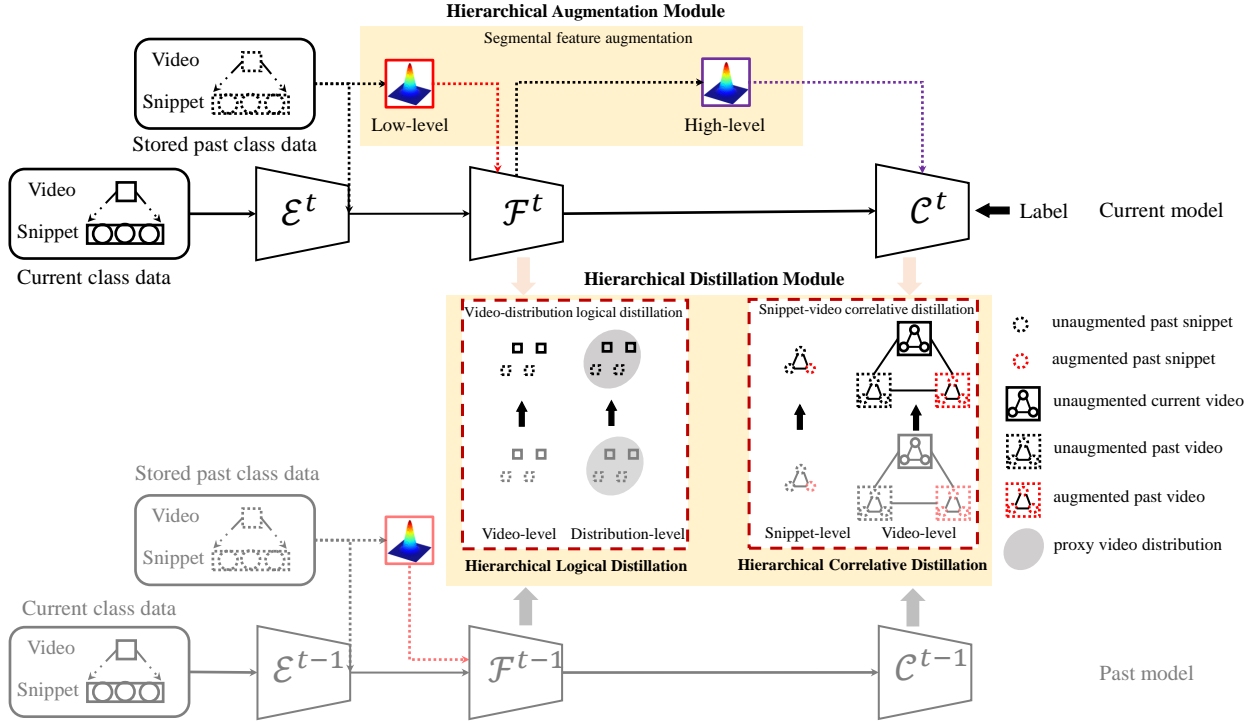 Hierarchical Augmentation Module
Segmental feature augmentation
Video
Snippet
Stored past class data
Low-level
High-level
Video
Snippet
Current class data
ℰ^t
ℱ^t
𝒞^t
Label
Current model
Hierarchical Distillation Module
Video-distribution logical distillation
Snippet-video correlative distillation
Video-level
Distribution-level
Snippet-level
Video-level
Hierarchical Logical Distillation
Hierarchical Correlative Distillation
unaugmented past snippet
augmented past snippet
unaugmented current video
unaugmented past video
augmented past video
proxy video distribution
Stored past class data
Video
Snippet
Current class data
Video
Snippet
ℰ^{t−1}
ℱ^{t−1}
𝒞^{t−1}
Past model